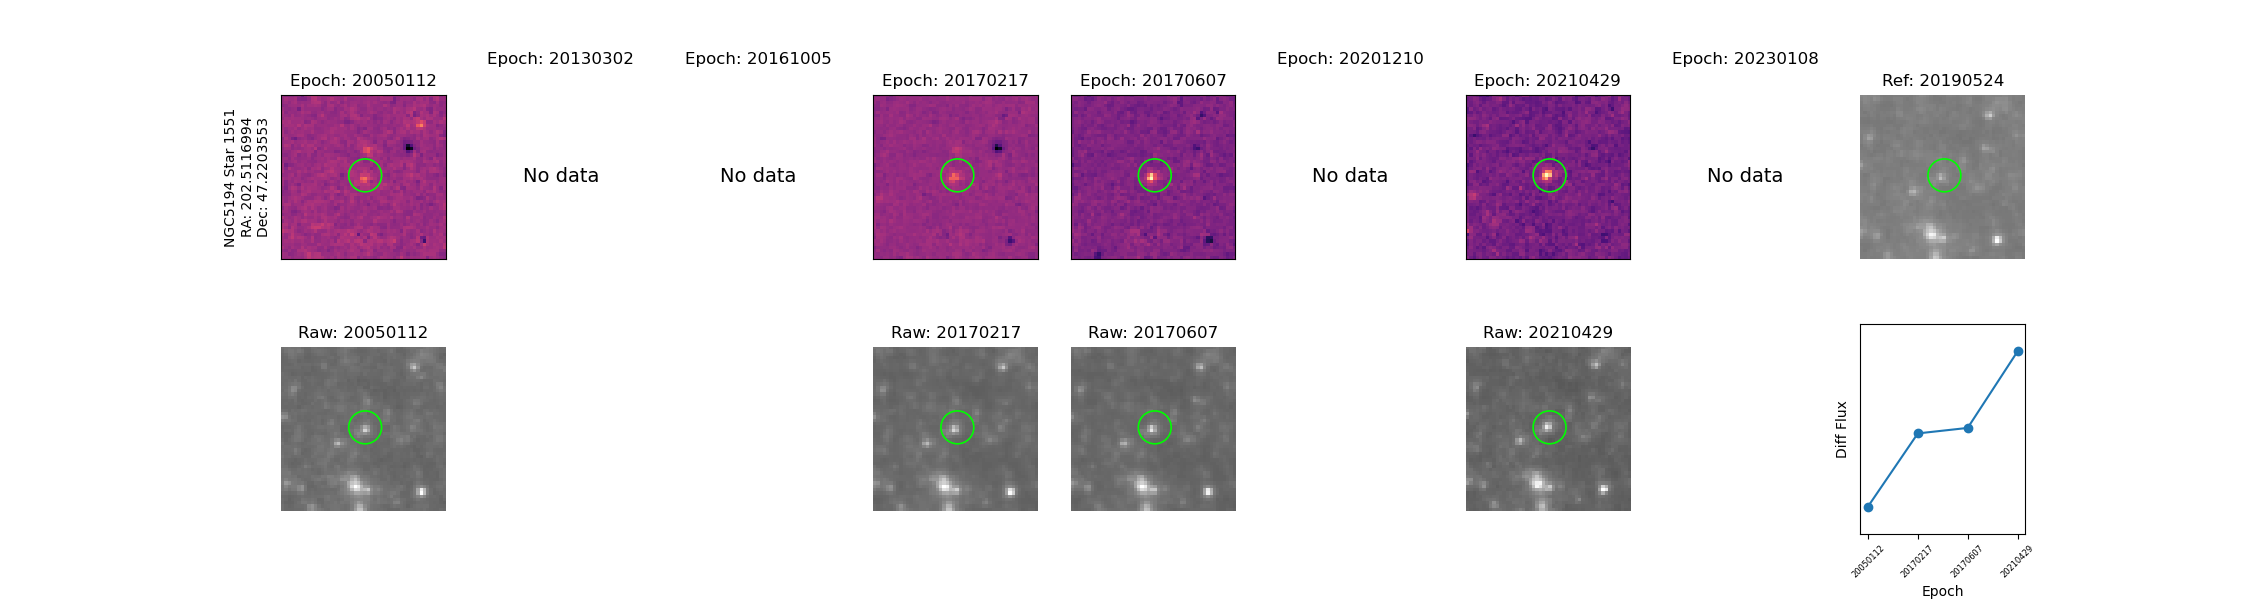 Epoch: 20130302
Epoch: 20161005
Epoch: 20201210
Epoch: 20230108
Epoch: 20050112
Epoch: 20170217
Epoch: 20170607
Epoch: 20210429
Ref: 20190524
NGC5194 Star 1551
RA: 202.5116994
Dec: 47.2203553
No data
No data
No data
No data
Raw: 20050112
Raw: 20170217
Raw: 20170607
Raw: 20210429
Diff Flux
20050112
20170217
20170607
20210429
Epoch